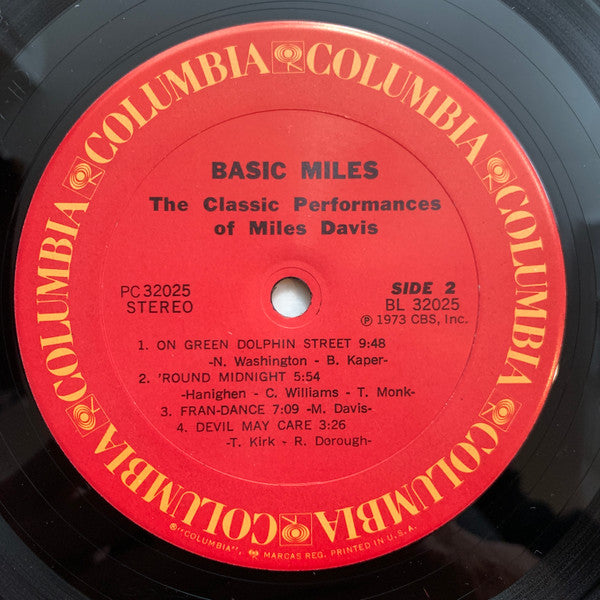 COLUMBIA COLUMBIA COLUMBIA COLUMBIA COLUMBIA COLUMBIA
BASIC MILES
The Classic Performances
of Miles Davis
PC 32025
STEREO
SIDE 2
BL 32025
Ⓟ 1973 CBS, Inc.
1. ON GREEN DOLPHIN STREET 9:48
-N. Washington - B. Kaper-
2. 'ROUND MIDNIGHT 5:54
-Hanighen - C. Williams - T. Monk-
3. FRAN-DANCE 7:09 -M. Davis-
4. DEVIL MAY CARE 3:26
-T. Kirk - R. Dorough-
®"COLUMBIA", MARCAS REG. PRINTED IN U.S.A.